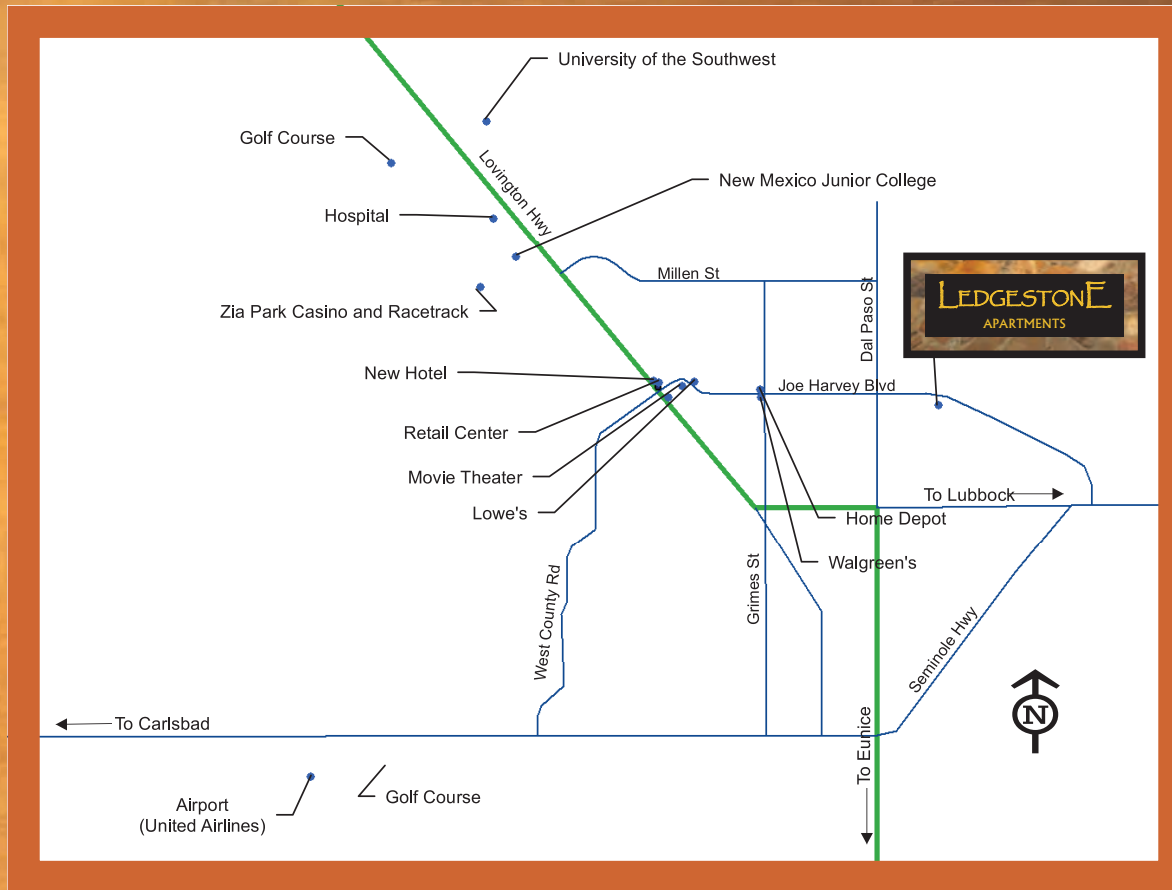 University of the Southwest
Golf Course
Lovington Hwy
New Mexico Junior College
Hospital
Millen St
Dal Paso St
LEDGESTONE
APARTMENTS
Zia Park Casino and Racetrack
New Hotel
Joe Harvey Blvd
Retail Center
Movie Theater
To Lubbock
Lowe's
Home Depot
Walgreen's
Grimes St
West County Rd
Seminole Hwy
N
To Carlsbad
To Eunice
Golf Course
Airport
(United Airlines)